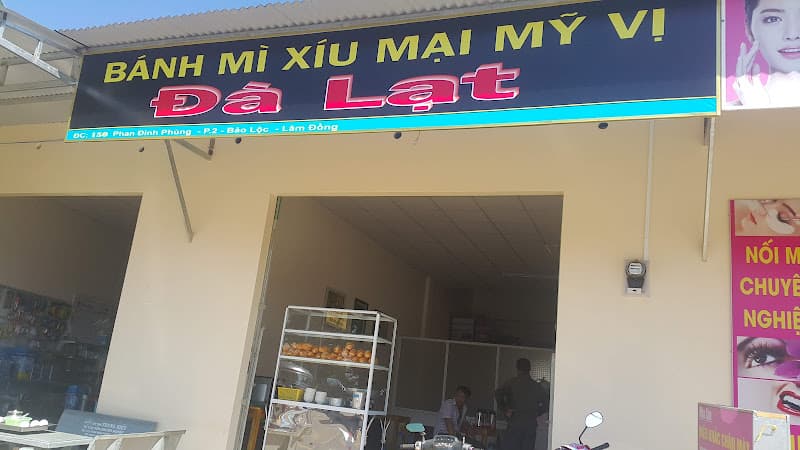 BÁNH MÌ XÍU MẠI MỸ VỊ
Đà Lạt
ĐC: 150 Phan Đình Phùng - P.2 - Bảo Lộc - Lâm Đồng
NỐI M
CHUYÊ
NGHIỆ